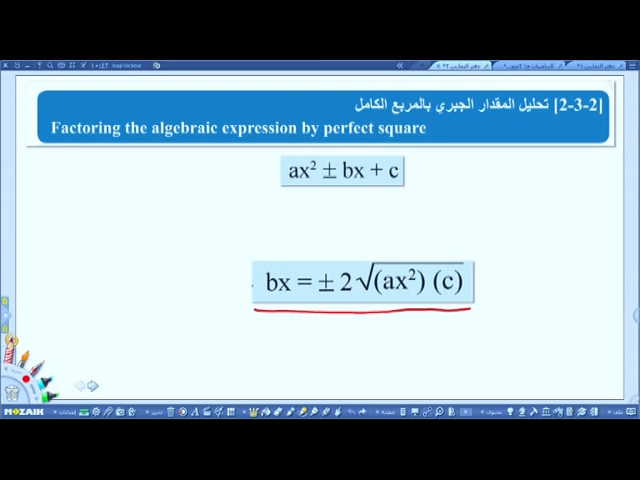 [2-3-2] تحليل المقدار الجبري بالمربع الكامل
Factoring the algebraic expression by perfect square
ax² ± bx + c
bx = ± 2√(ax²) (c)
MOZAIK